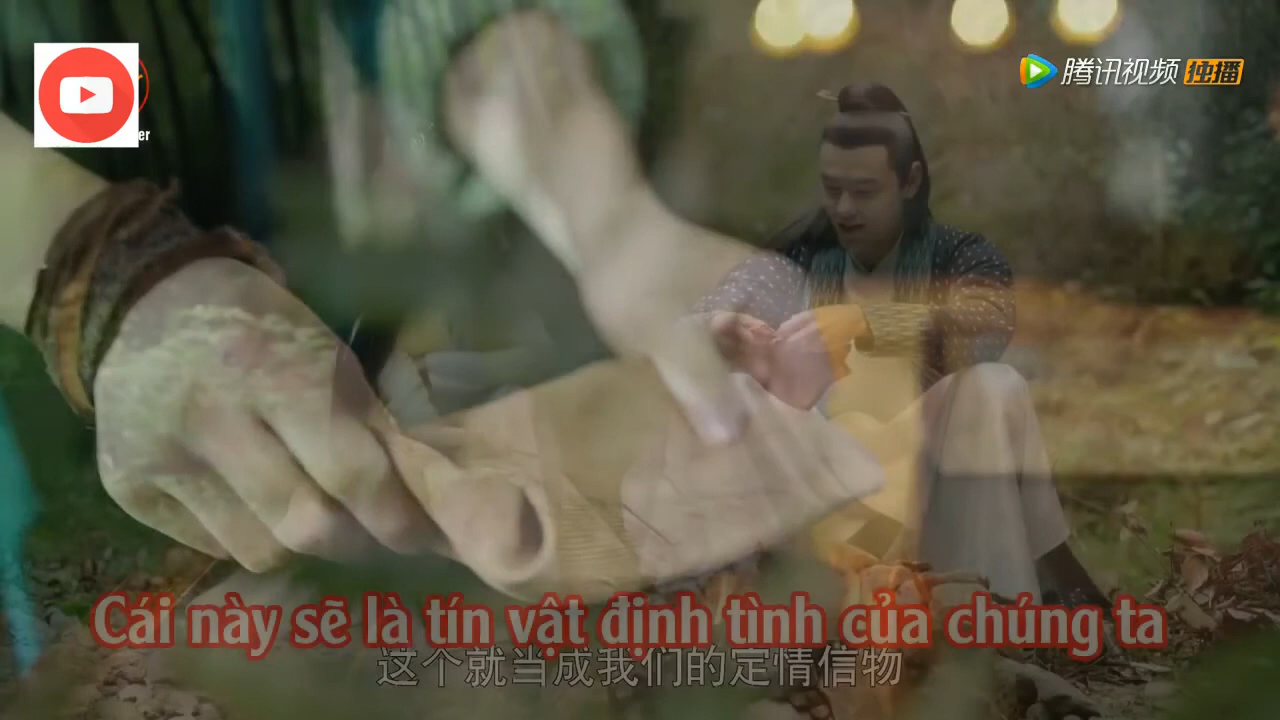 腾讯视频 独播
er
Cái này sẽ là tín vật định tình của chúng ta
这个就当成我们的定情信物